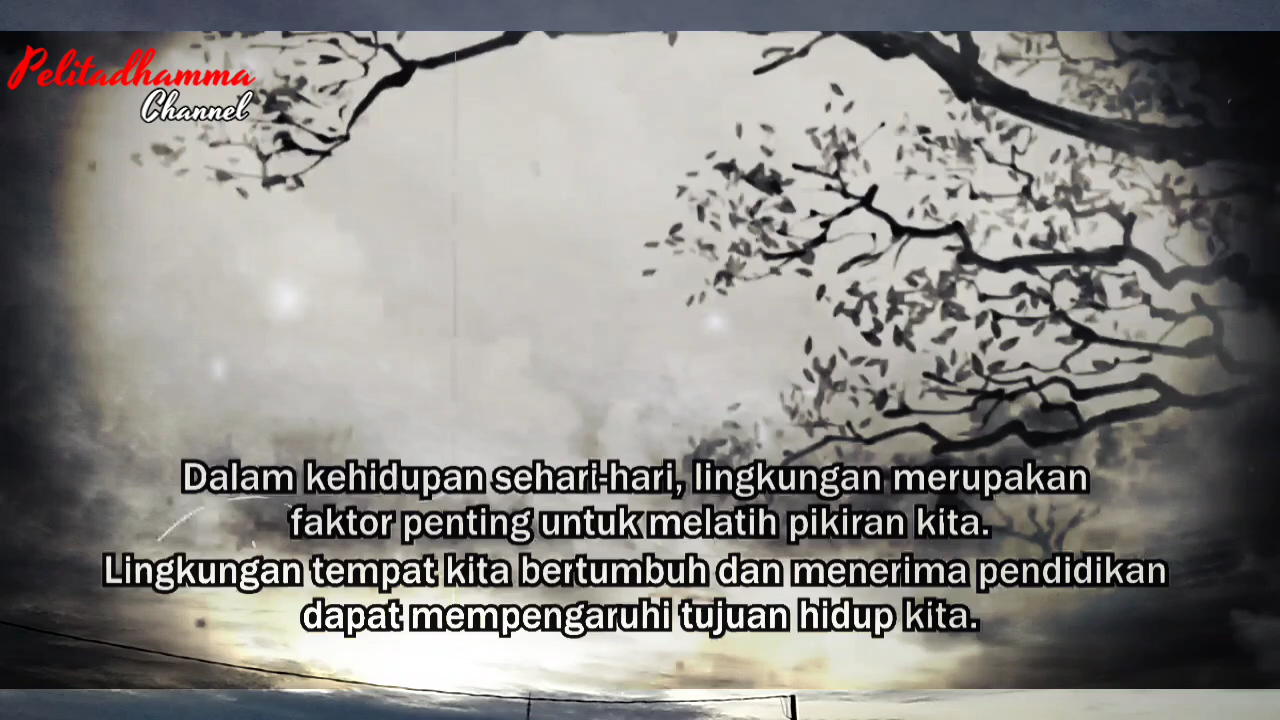 Pelitadhamma
Channel
Dalam kehidupan sehari-hari, lingkungan merupakan
faktor penting untuk melatih pikiran kita.
Lingkungan tempat kita bertumbuh dan menerima pendidikan
dapat mempengaruhi tujuan hidup kita.